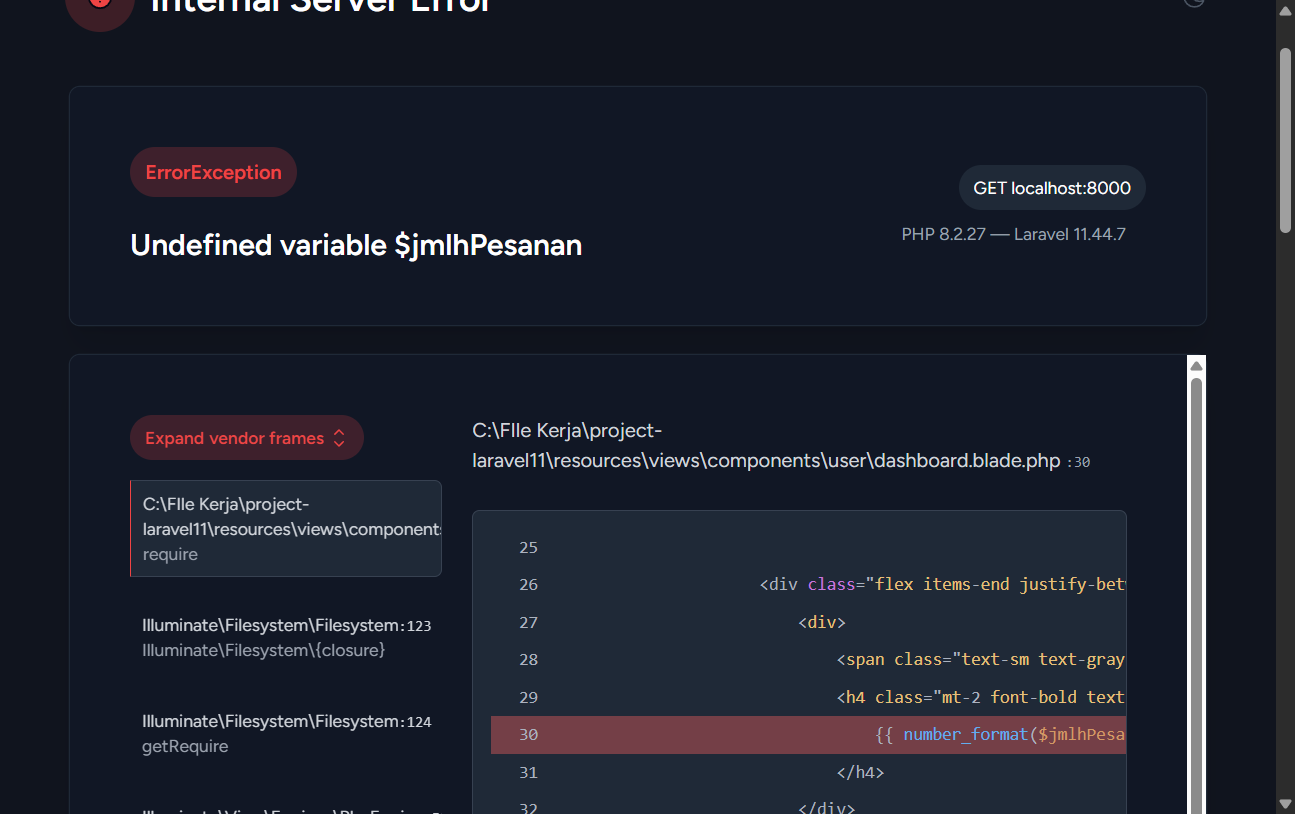 Internal Server Error
ErrorException
GET localhost:8000
Undefined variable $jmlhPesanan
PHP 8.2.27 — Laravel 11.44.7
Expand vendor frames
C:\FIle Kerja\project-
laravel11\resources\views\components\user\dashboard.blade.php :30
C:\FIle Kerja\project-
laravel11\resources\views\component
require
Illuminate\Filesystem\Filesystem:123
Illuminate\Filesystem\{closure}
Illuminate\Filesystem\Filesystem:124
getRequire
25
26 <div class="flex items-end justify-betw
27 <div>
28 <span class="text-sm text-gray
29 <h4 class="mt-2 font-bold text
30 {{ number_format($jmlhPesa
31 </h4>
32 </div>